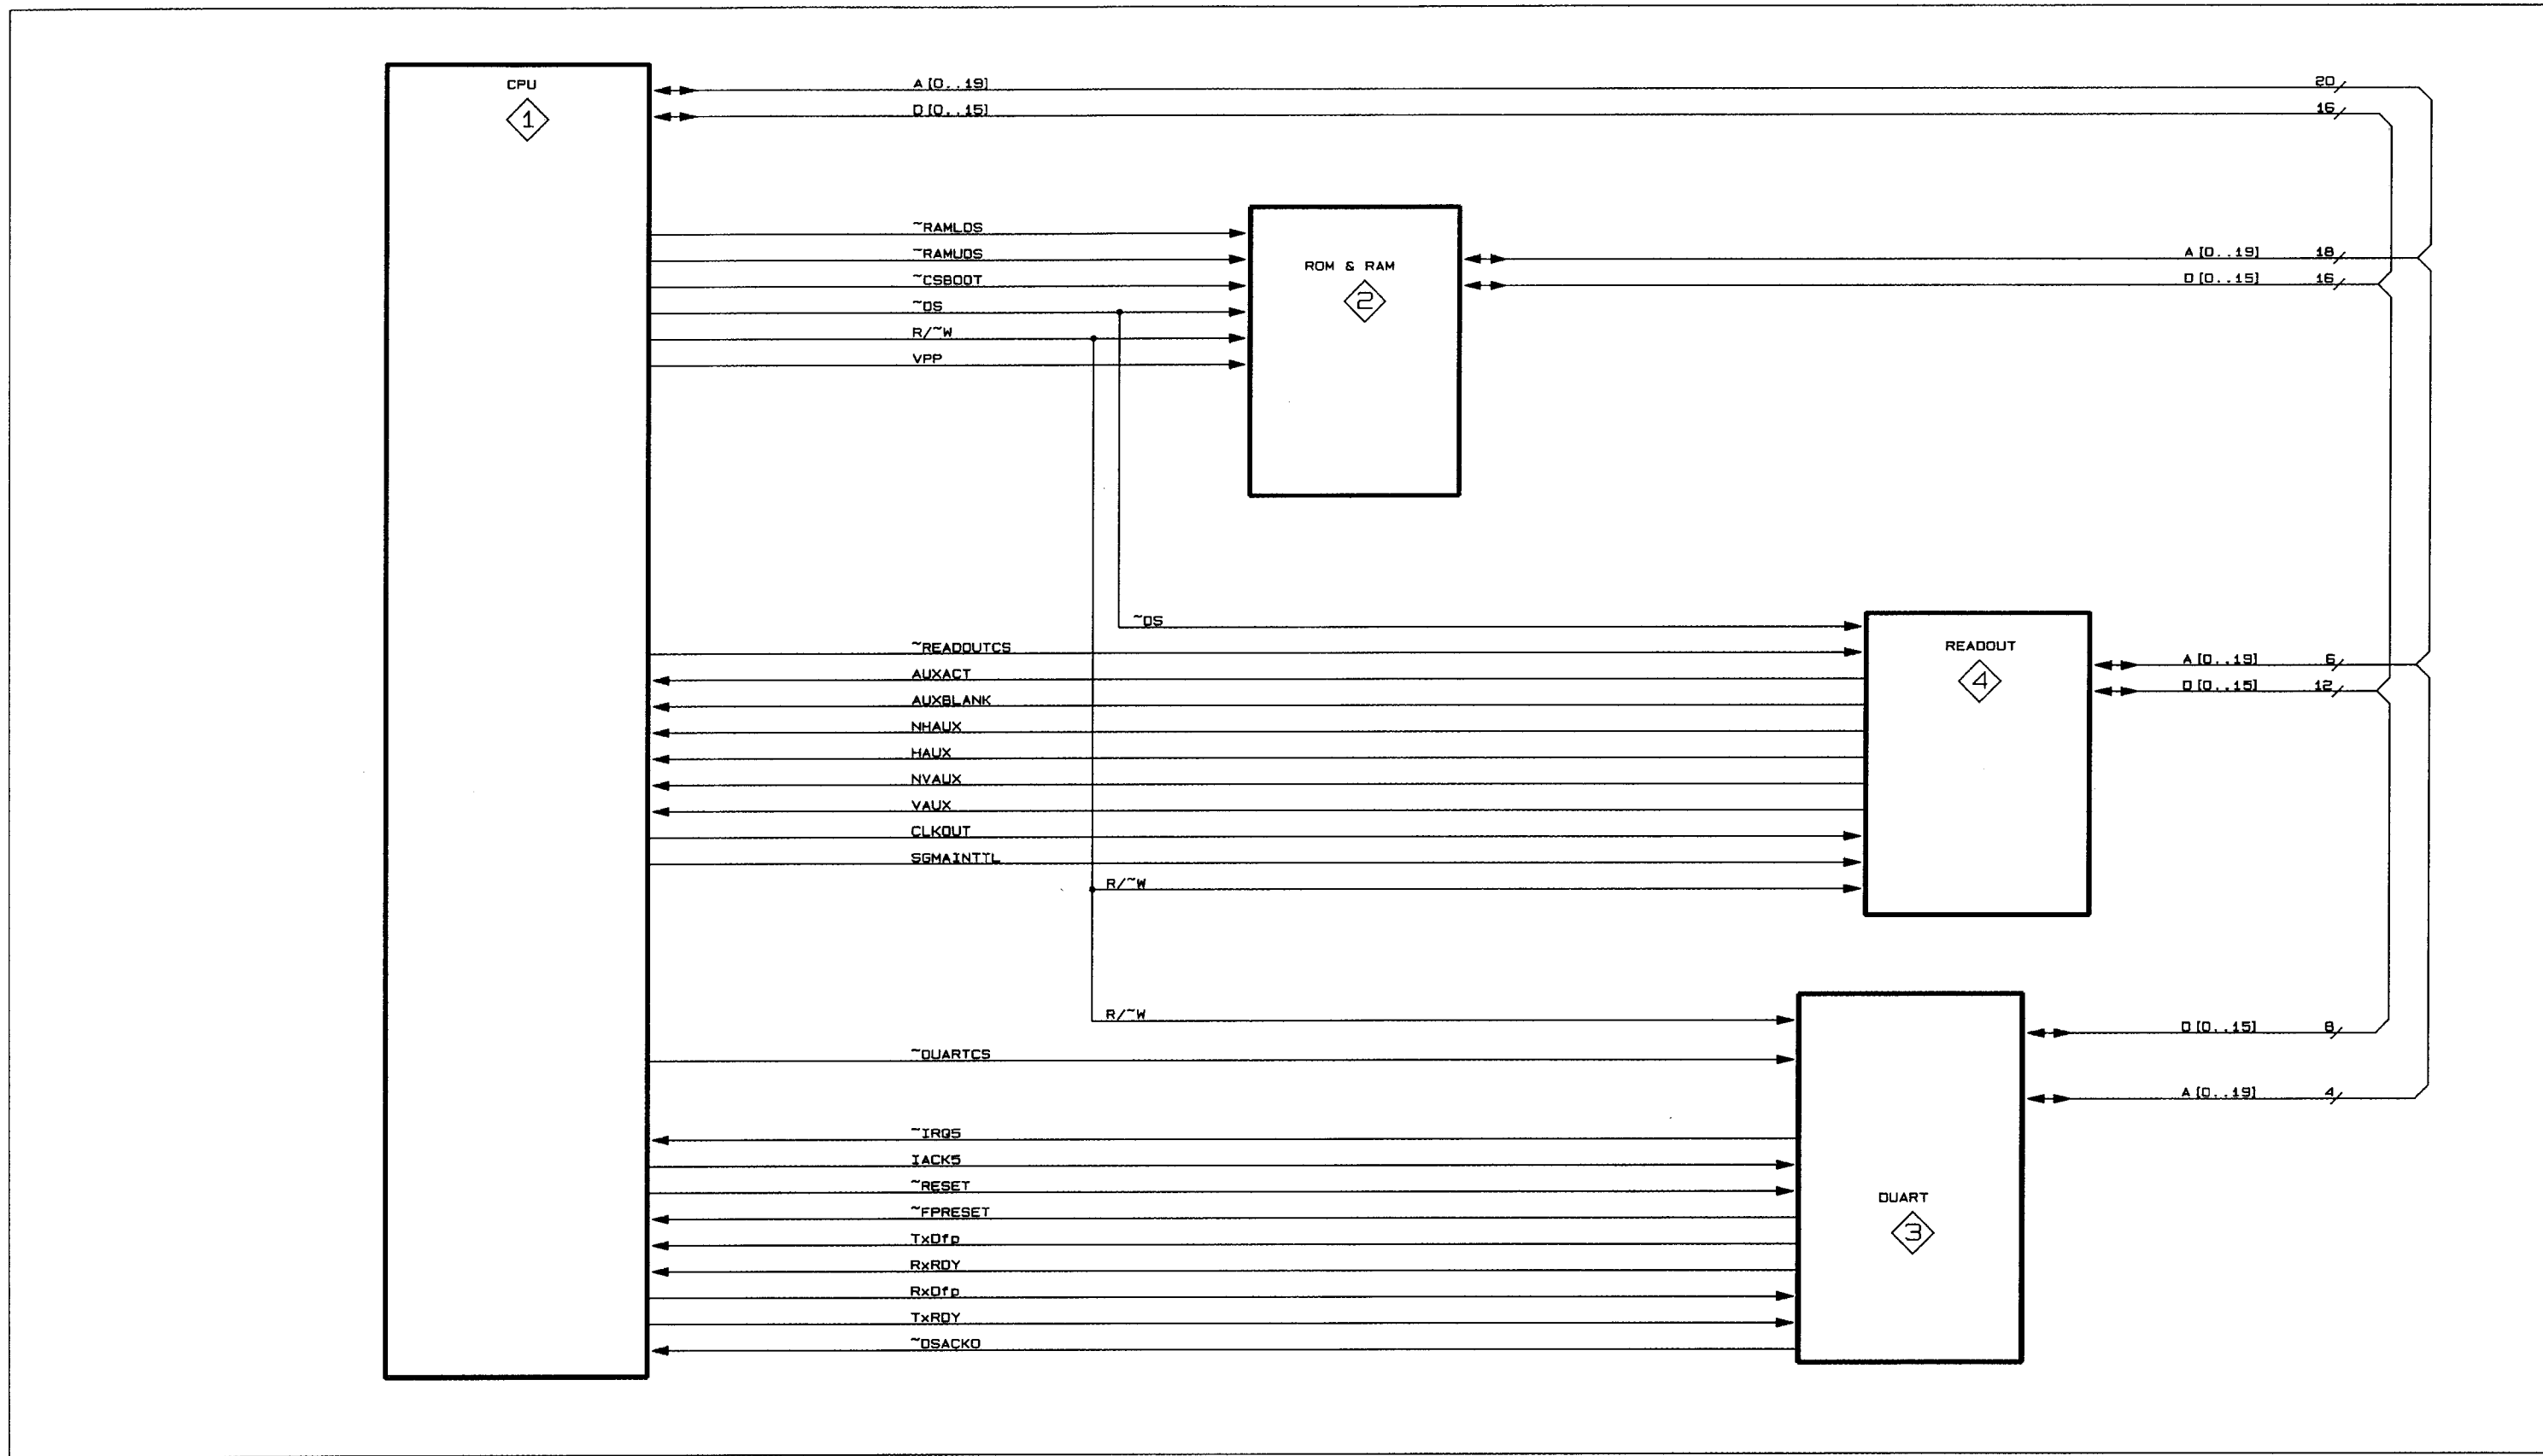 CPU
1
A[0..19] 20
D[0..15] 16
~RAMLDS
~RAMUDS
~CSBOOT
~DS
R/~W
VPP
ROM & RAM
2
A[0..19] 18
D[0..15] 16
~DS
~READOUTCS
AUXACT
AUXBLANK
NHAUX
HAUX
NVAUX
VAUX
CLKOUT
SGMAINTTL
R/~W
READOUT
4
A[0..19] 6
D[0..15] 12
R/~W
~DUARTCS
~IRQ5
IACK5
~RESET
~FPRESET
TxDfp
RxRDY
RxDfp
TxRDY
~DSACK0
DUART
3
D[0..15] 8
A[0..19] 4